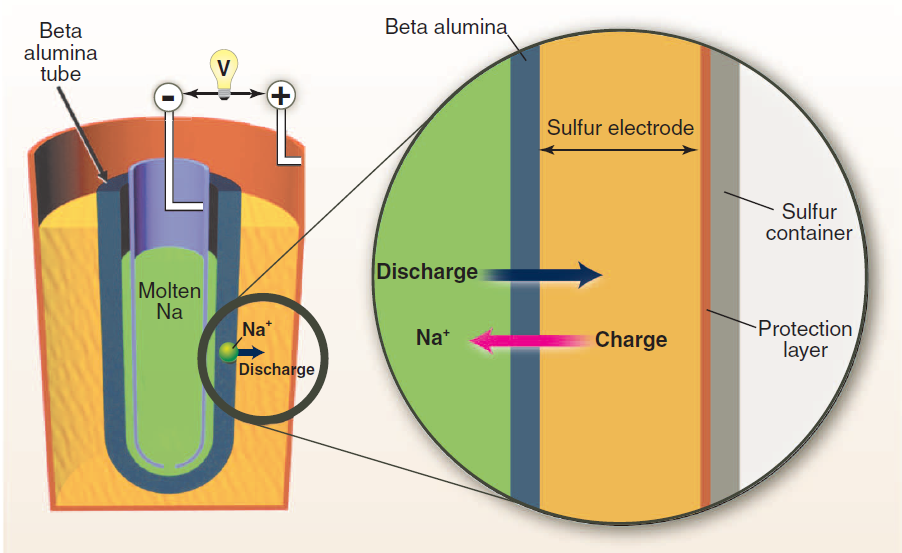 Beta
alumina
tube
V
-
+
Molten
Na
Na⁺
Discharge
Beta alumina
Sulfur electrode
Sulfur
container
Discharge
Na⁺
Charge
Protection
layer